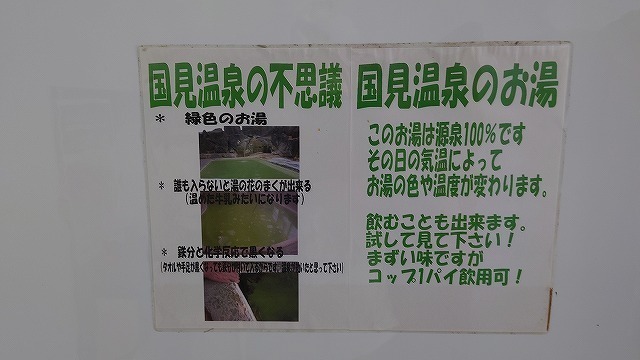 国見温泉の不思議
* 緑色のお湯
* 誰も入らないと湯の花のまくが出来る
(温めた牛乳みたいになります)
* 鉄分と化学反応で黒くなる
国見温泉のお湯
このお湯は源泉100%です
その日の気温によって
お湯の色や温度が変わります。
飲むことも出来ます。
試して見て下さい!
まずい味ですが
コップ1パイ飲用可!